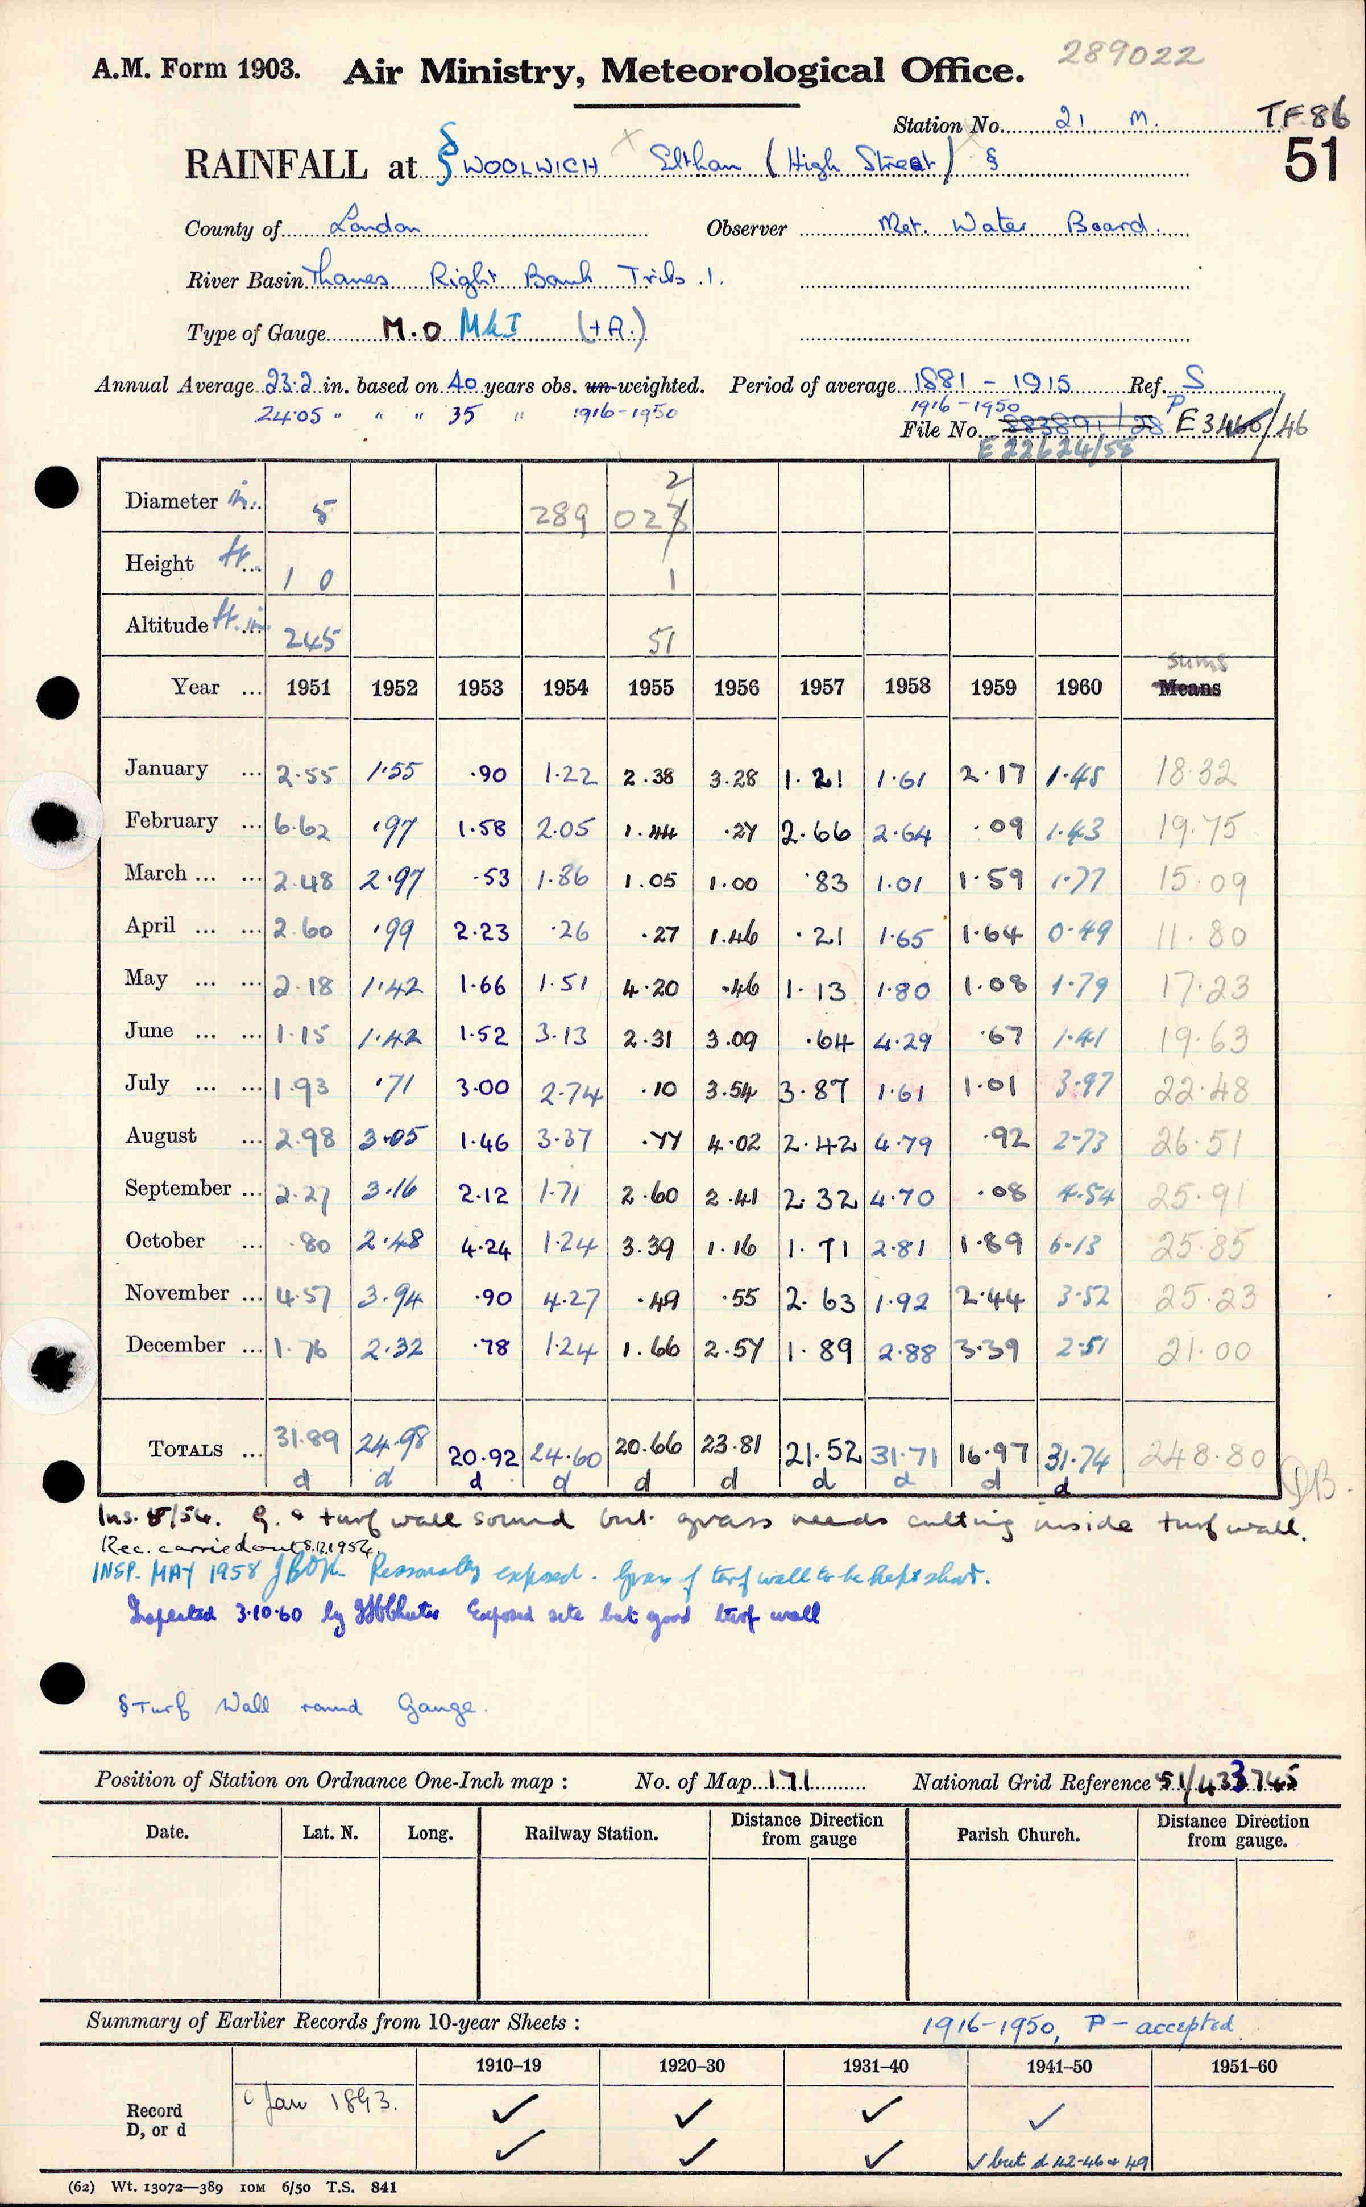 289022
A.M. Form 1903. Air Ministry, Meteorological Office.
Station No. 21 M. TF86
RAINFALL at § WOOLWICH Eltham (High Street) § 51
County of London Observer Met. Water Board
River Basin Thames Right Bank Tribs. 1.
Type of Gauge M.O MkI (+A.)
Annual Average 23.2 in. based on 40 years obs. un-weighted. Period of average 1881 - 1915 Ref. S
24.05 " " " 35 " 1916-1950 1916-1950 P
File No. 883891/28 E3460/46
E 22624/58
Diameter in. 5 289 028 2
Height ft. 1 0 1
Altitude ft. in 245 51
Year ... 1951 1952 1953 1954 1955 1956 1957 1958 1959 1960 Means sums
January ... 2.55 1.55 .90 1.22 2.38 3.28 1.21 1.61 2.17 1.45 18.32
February ... 6.62 .97 1.58 2.05 1.44 .27 2.66 2.64 .09 1.43 19.75
March ... ... 2.48 2.97 .53 1.86 1.05 1.00 .83 1.01 1.59 1.77 15.09
April ... ... 2.60 .99 2.23 .26 .27 1.46 .21 1.65 1.64 0.49 11.80
May ... ... 2.18 1.42 1.66 1.51 4.20 .46 1.13 1.80 1.08 1.79 17.23
June ... ... 1.15 1.42 1.52 3.13 2.31 3.09 .64 4.29 .67 1.41 19.63
July ... ... 1.93 .71 3.00 2.74 .10 3.54 3.87 1.61 1.01 3.97 22.48
August ... 2.98 3.05 1.46 3.37 .77 4.02 2.42 4.79 .92 2.73 26.51
September ... 2.27 3.16 2.12 1.71 2.60 2.41 2.32 4.70 .08 4.54 25.91
October ... .80 2.48 4.24 1.24 3.39 1.16 1.71 2.81 1.89 6.13 25.85
November ... 4.57 3.94 .90 4.27 .49 .55 2.63 1.92 2.44 3.52 25.23
December ... 1.76 2.32 .78 1.24 1.66 2.57 1.89 2.88 3.39 2.51 21.00
TOTALS ... 31.89 24.98 20.92 24.60 20.66 23.81 21.52 31.71 16.97 31.74 248.80
d d d d d d d d d d DB.
Ins. 5/54. G. & turf wall sound but grass needs cutting inside turf wall.
Rec. carried out 8.12.1954.
INSP. MAY 1958 Reasonably exposed. Grass of turf wall to be kept short.
Inspected 3.10.60 by Exposed site but good turf wall
§ Turf Wall round Gauge.
Position of Station on Ordnance One-Inch map : No. of Map 171 National Grid Reference 51/433745
Date. Lat. N. Long. Railway Station. Distance Direction from gauge Parish Church. Distance Direction from gauge.
Summary of Earlier Records from 10-year Sheets : 1916-1950, P - accepted
1910–19 1920–30 1931–40 1941–50 1951–60
Record D, or d Jan 1893. ✓ ✓ ✓ ✓
✓ ✓ ✓ ✓ but d 42-46 & 49
(62) Wt. 13072—389 10M 6/50 T.S. 841